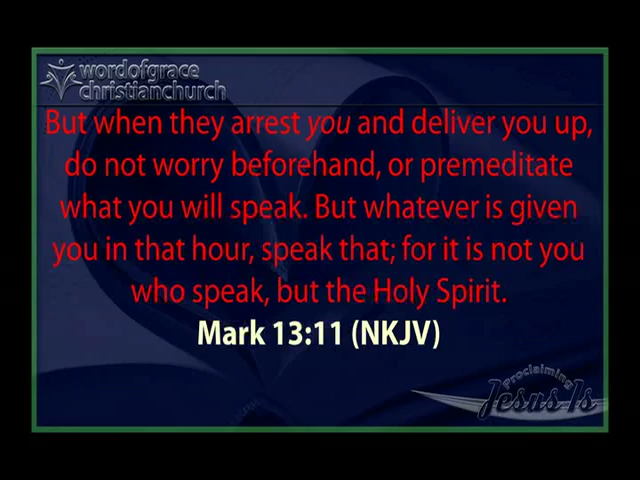 wordofgrace
christianchurch
But when they arrest you and deliver you up,
do not worry beforehand, or premeditate
what you will speak. But whatever is given
you in that hour, speak that; for it is not you
who speak, but the Holy Spirit.
Mark 13:11 (NKJV)
Proclaiming
Jesus Is